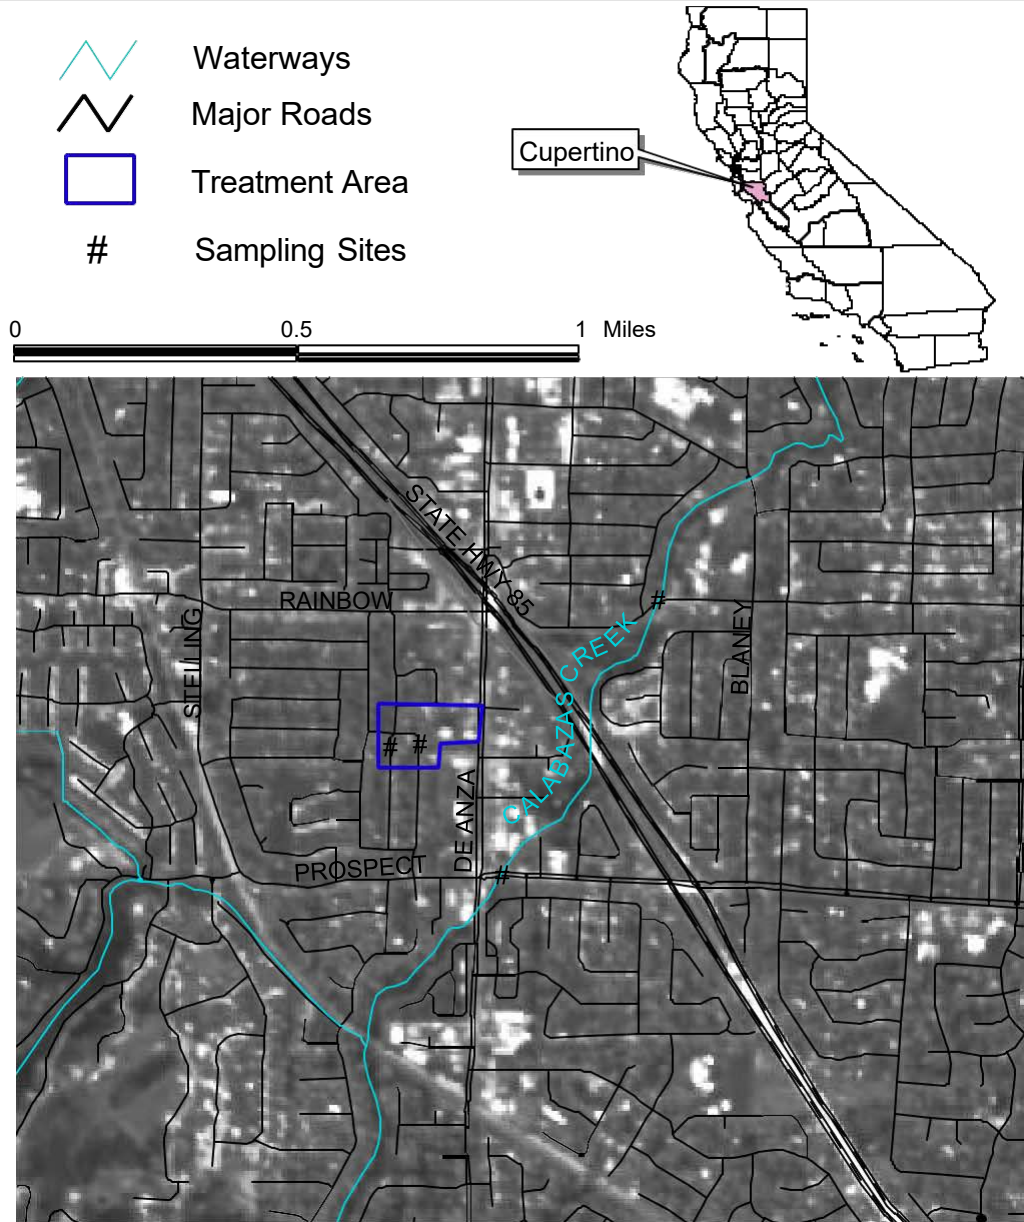 Waterways
Major Roads
Treatment Area
# Sampling Sites
Cupertino
0 0.5 1 Miles
STATE HWY 85
RAINBOW
#
STELLING
CALABAZAS CREEK
BLANEY
# #
DE ANZA
PROSPECT
#